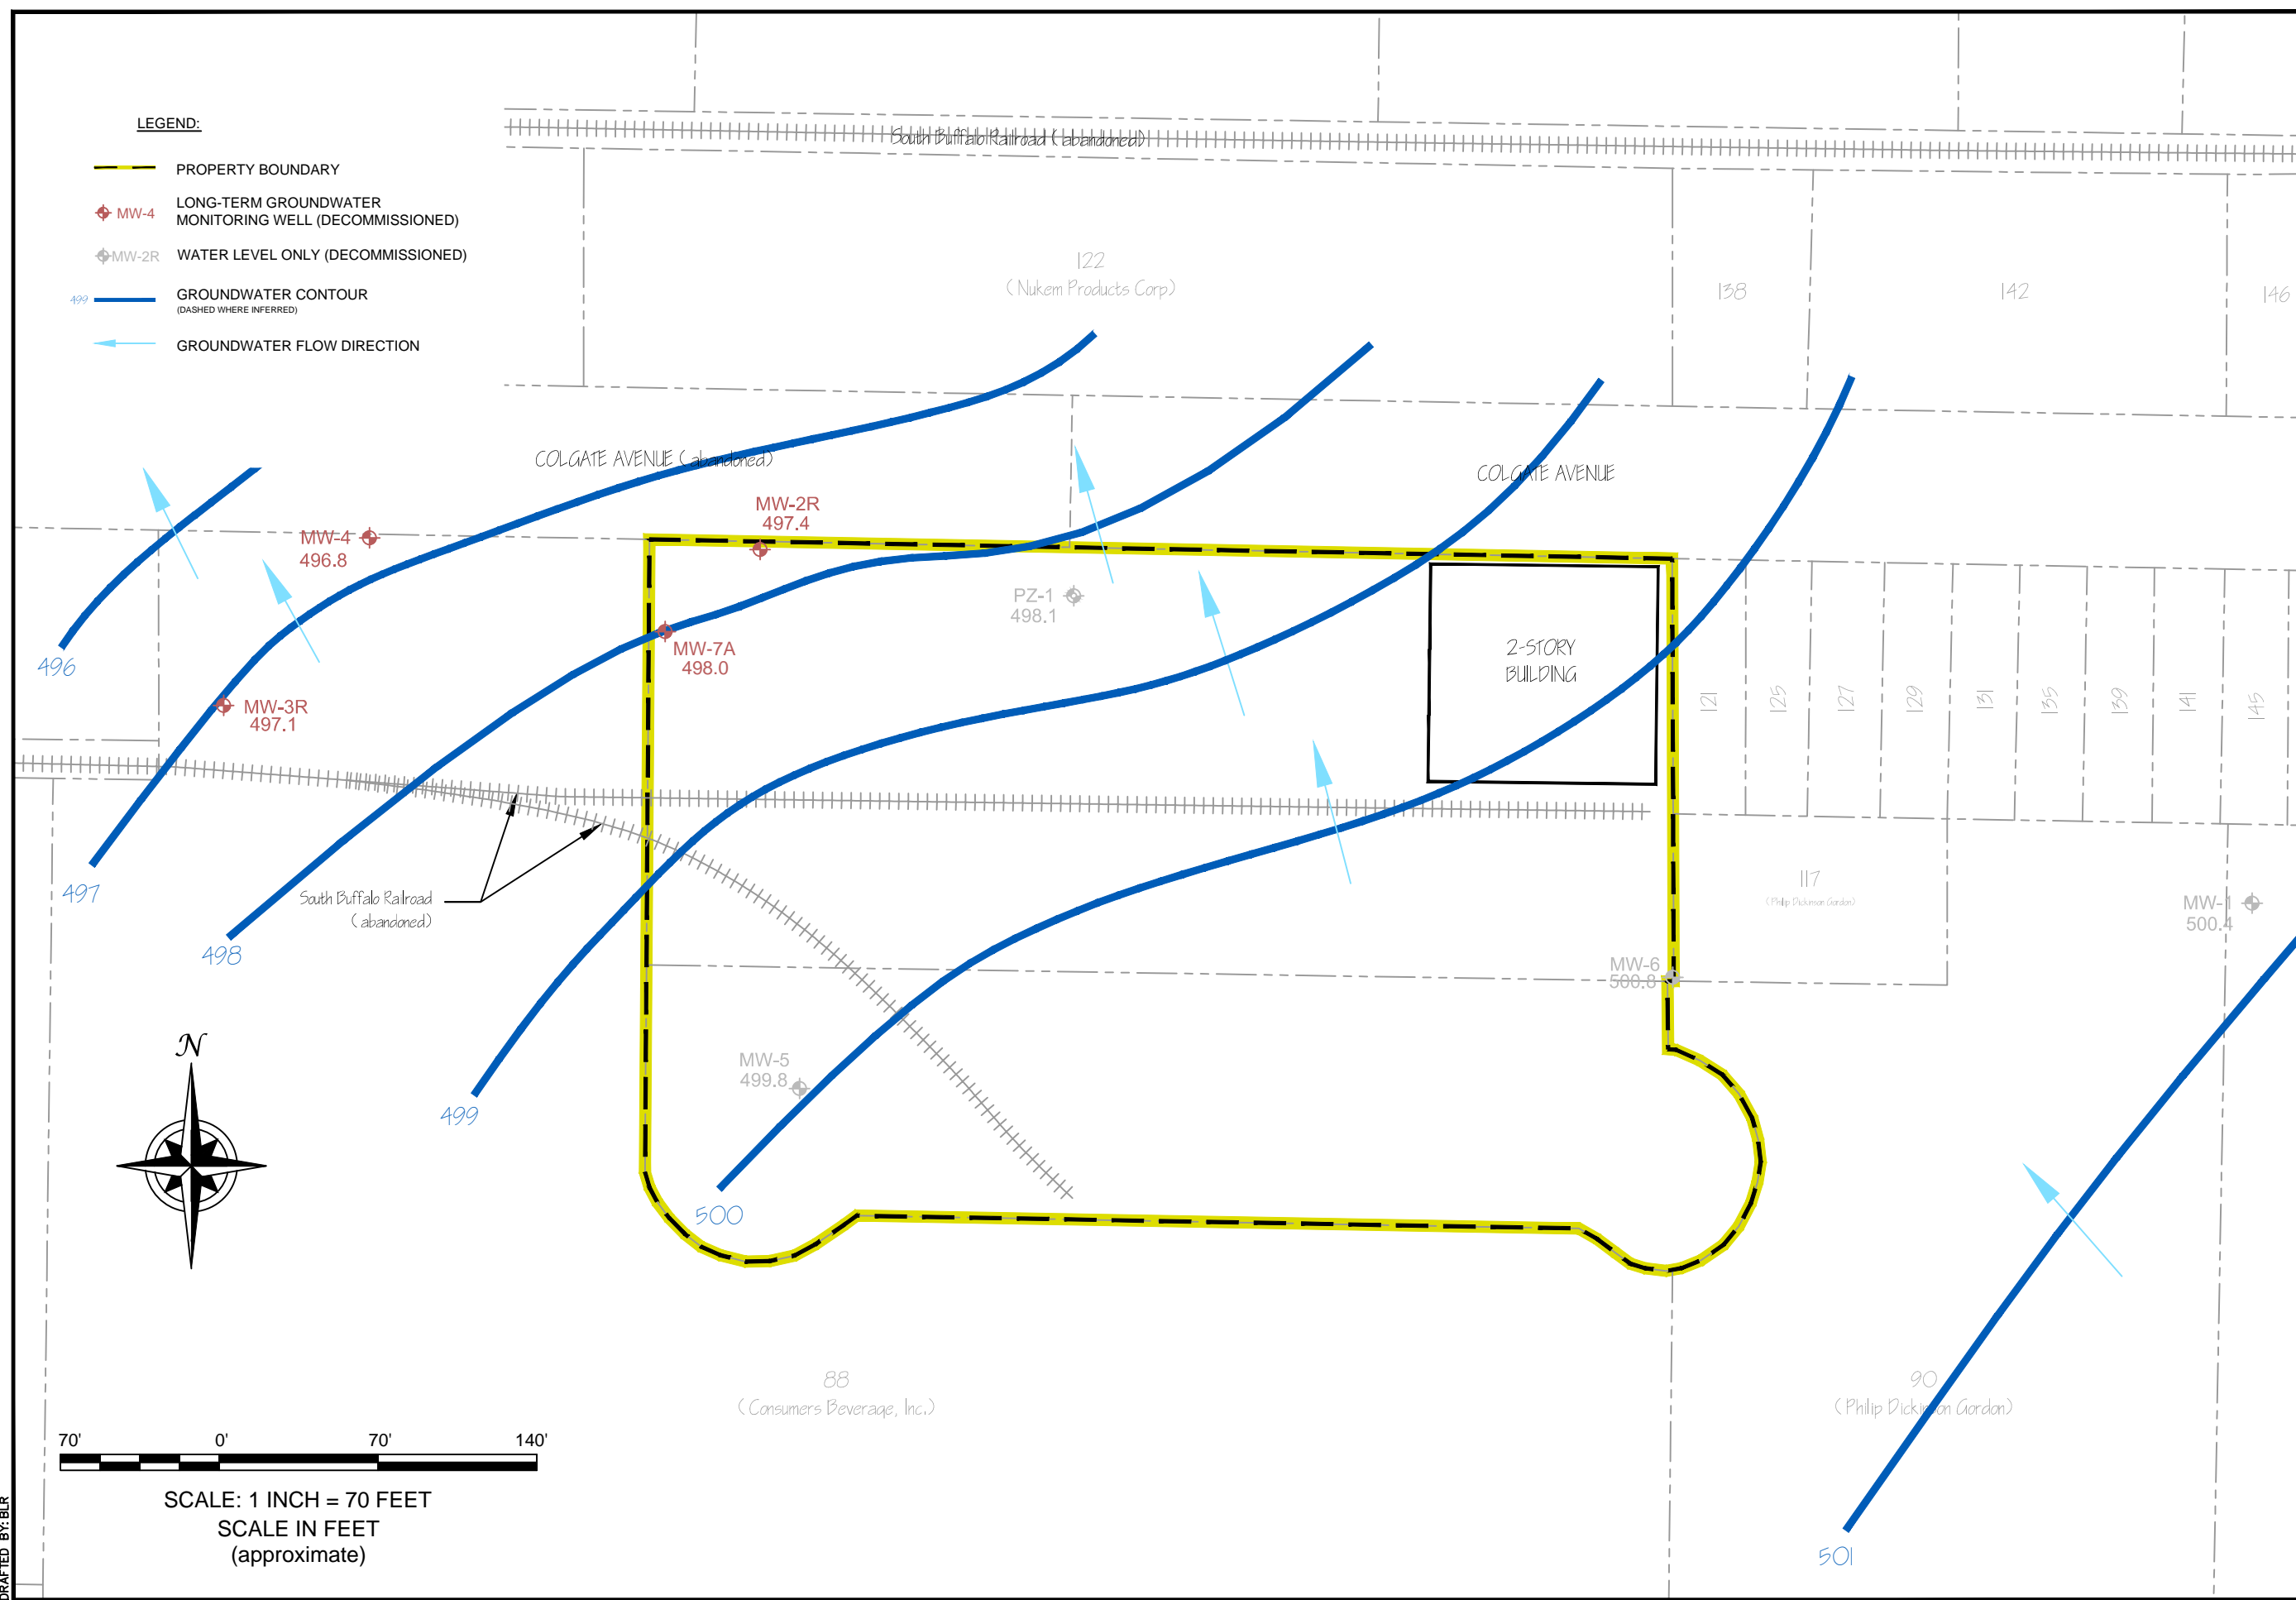 LEGEND:
PROPERTY BOUNDARY
MW-4
LONG-TERM GROUNDWATER
MONITORING WELL (DECOMMISSIONED)
MW-2R
WATER LEVEL ONLY (DECOMMISSIONED)
499
GROUNDWATER CONTOUR
(DASHED WHERE INFERRED)
GROUNDWATER FLOW DIRECTION
South Buffalo Railroad (abandoned)
122
(Nukem Products Corp)
138
142
146
COLGATE AVENUE (abandoned)
COLGATE AVENUE
MW-2R
497.4
MW-4
496.8
PZ-1
498.1
MW-7A
498.0
2-STORY
BUILDING
496
MW-3R
497.1
121
125
127
129
131
135
139
141
145
497
South Buffalo Railroad
(abandoned)
498
117
(Philip Dickinson Gordon)
MW-1
500.4
MW-6
500.8
N
MW-5
499.8
499
500
88
(Consumers Beverage, Inc.)
90
(Philip Dickinson Gordon)
70' 0' 70' 140'
SCALE: 1 INCH = 70 FEET
SCALE IN FEET
(approximate)
501
DRAFTED BY: BLR